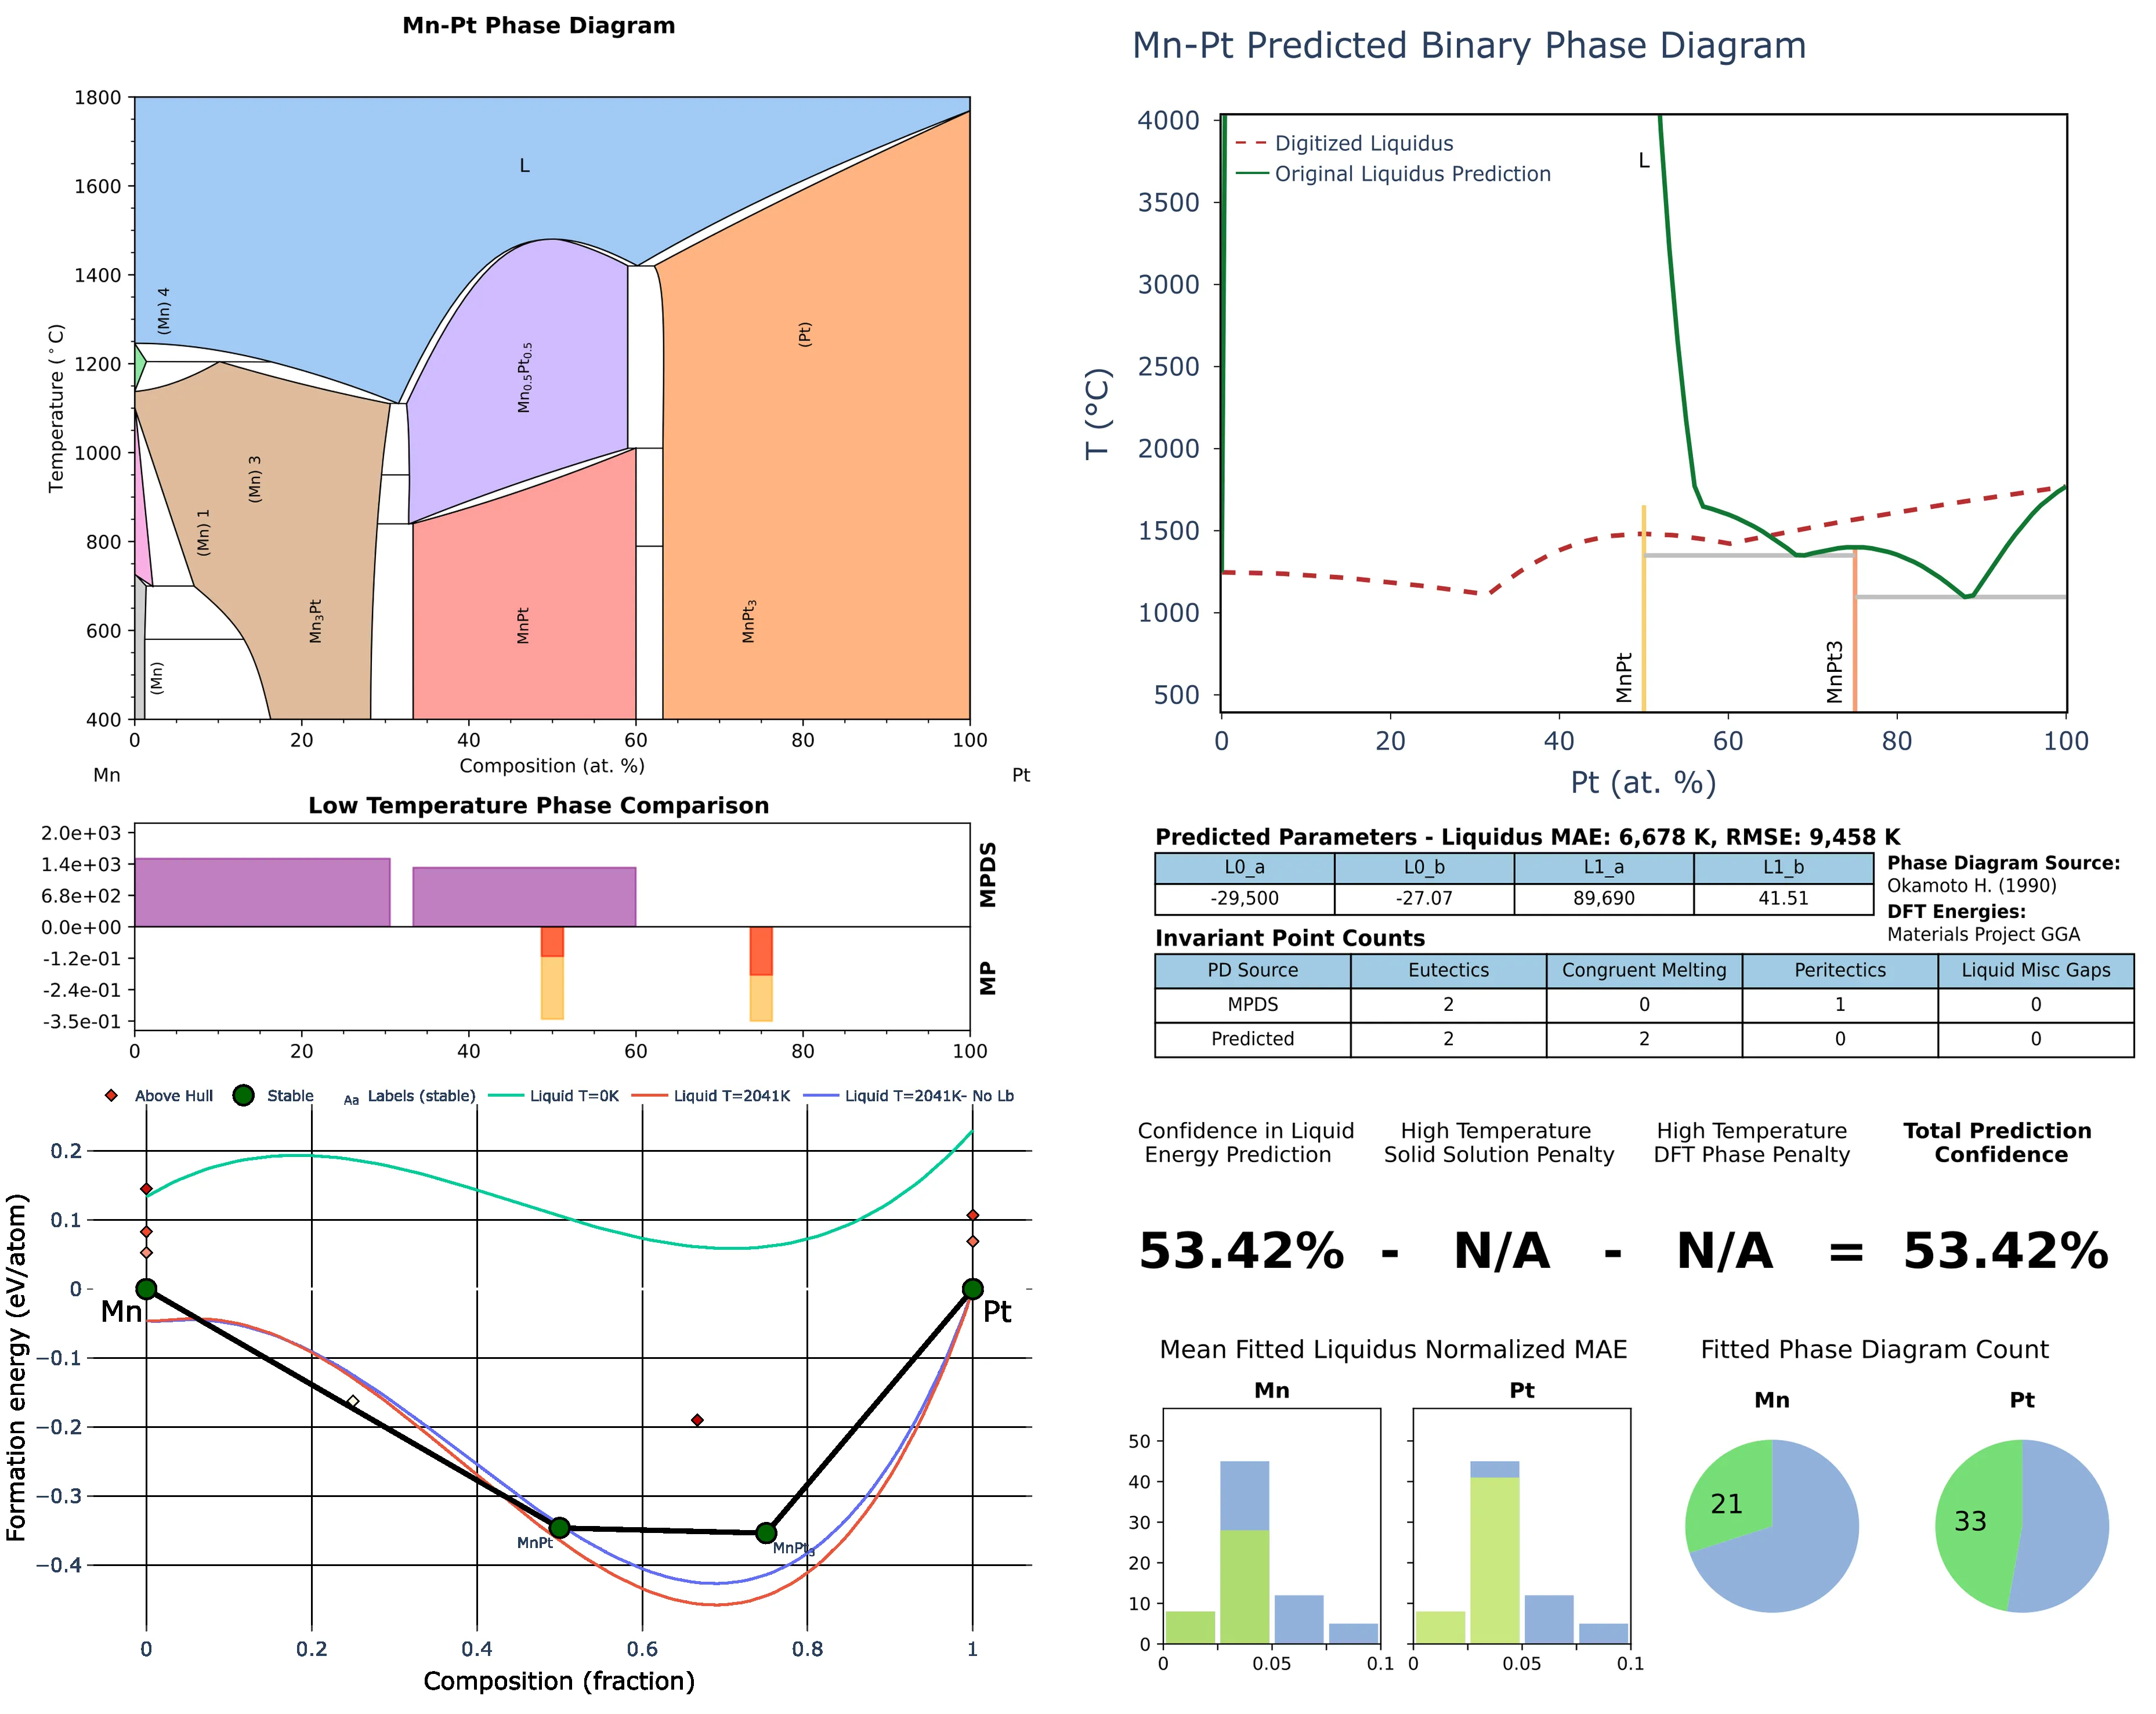 Mn-Pt Phase Diagram
1800
1600
1400
1200
1000
800
600
400
Temperature (°C)
L
(Mn) 4
(Mn) 3
(Mn) 1
(Mn)
Mn₃Pt
Mn₀.₅Pt₀.₅
MnPt
MnPt₃
(Pt)
0 20 40 60 80 100
Mn Composition (at. %) Pt
Low Temperature Phase Comparison
2.0e+03
1.4e+03
6.8e+02
0.0e+00
-1.2e-01
-2.4e-01
-3.5e-01
MPDS
MP
0 20 40 60 80 100
Above Hull Stable Aa Labels (stable) Liquid T=0K Liquid T=2041K Liquid T=2041K- No Lb
0.2
0.1
0
−0.1
−0.2
−0.3
−0.4
Formation energy (eV/atom)
Mn
Pt
MnPt
MnPt₃
0 0.2 0.4 0.6 0.8 1
Composition (fraction)
Mn-Pt Predicted Binary Phase Diagram
4000
3500
3000
2500
2000
1500
1000
500
T (°C)
Digitized Liquidus
Original Liquidus Prediction
L
MnPt
MnPt3
0 20 40 60 80 100
Pt (at. %)
Predicted Parameters - Liquidus MAE: 6,678 K, RMSE: 9,458 K
L0_a L0_b L1_a L1_b
-29,500 -27.07 89,690 41.51
Phase Diagram Source:
Okamoto H. (1990)
DFT Energies:
Materials Project GGA
Invariant Point Counts
PD Source Eutectics Congruent Melting Peritectics Liquid Misc Gaps
MPDS 2 0 1 0
Predicted 2 2 0 0
Confidence in Liquid
Energy Prediction
High Temperature
Solid Solution Penalty
High Temperature
DFT Phase Penalty
Total Prediction
Confidence
53.42% - N/A - N/A = 53.42%
Mean Fitted Liquidus Normalized MAE
Mn
Pt
50
40
30
20
10
0
0 0.05 0.1
0 0.05 0.1
Fitted Phase Diagram Count
Mn
Pt
21
33